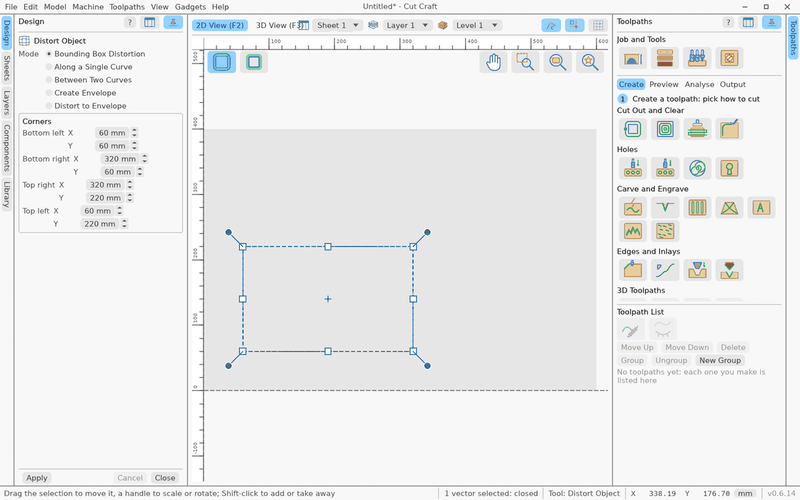 Untitled* - Cut Craft
File Edit Model Machine Toolpaths View Gadgets Help
Design
Sheets
Layers
Components
Library
Design ?
Distort Object
Mode Bounding Box Distortion
Along a Single Curve
Between Two Curves
Create Envelope
Distort to Envelope
Corners
Bottom left X 60 mm
Y 60 mm
Bottom right X 320 mm
Y 60 mm
Top right X 320 mm
Y 220 mm
Top left X 60 mm
Y 220 mm
Apply Cancel Close
2D View (F2) 3D View (F3) Sheet 1 Layer 1 Level 1
100 200 300 400 500 600
500
400
300
200
100
0
-100
Toolpaths ?
Toolpaths
Job and Tools
Create Preview Analyse Output
1 Create a toolpath: pick how to cut
Cut Out and Clear
Holes
Carve and Engrave
A
Edges and Inlays
3D Toolpaths
Toolpath List
Move Up Move Down Delete
Group Ungroup New Group
No toolpaths yet: each one you make is
listed here
Drag the selection to move it, a handle to scale or rotate; Shift-click to add or take away
1 vector selected: closed Tool: Distort Object X 338.19 Y 176.70 mm v0.6.14